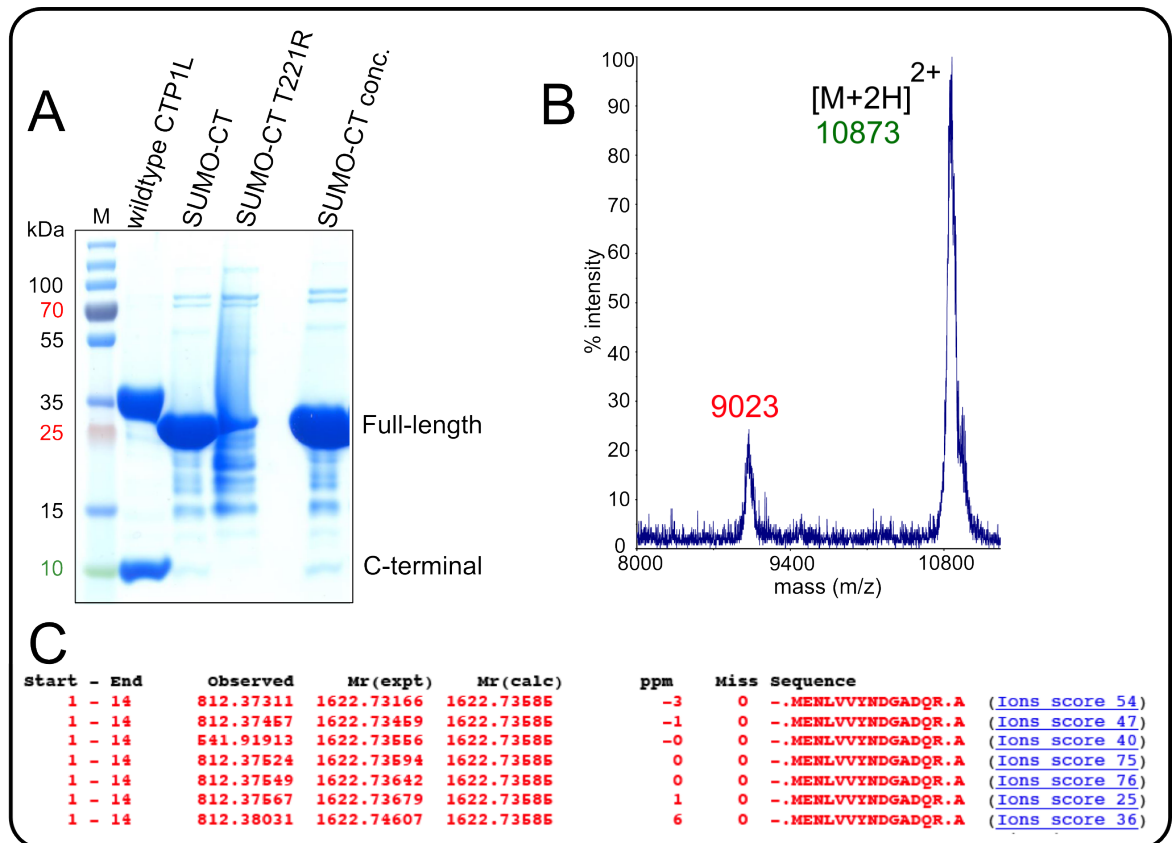 A
M
wildtype CTP1L
SUMO-CT
SUMO-CT T221R
SUMO-CT conc.
kDa
100
70
55
35
25
15
10
Full-length
C-terminal
B
[M+2H] 2+
10873
9023
100
90
80
70
60
50
40
30
20
10
0
% intensity
8000 9400 10800
mass (m/z)
C
Start - End Observed Mr(expt) Mr(calc) ppm Miss Sequence
1 - 14 812.37311 1622.73166 1622.73585 -3 0 -.MENLVVYNDGADQR.A (Ions score 54)
1 - 14 812.37457 1622.73459 1622.73585 -1 0 -.MENLVVYNDGADQR.A (Ions score 47)
1 - 14 541.91913 1622.73556 1622.73585 -0 0 -.MENLVVYNDGADQR.A (Ions score 40)
1 - 14 812.37524 1622.73594 1622.73585 0 0 -.MENLVVYNDGADQR.A (Ions score 75)
1 - 14 812.37549 1622.73642 1622.73585 0 0 -.MENLVVYNDGADQR.A (Ions score 76)
1 - 14 812.37567 1622.73679 1622.73585 1 0 -.MENLVVYNDGADQR.A (Ions score 25)
1 - 14 812.38031 1622.74607 1622.73585 6 0 -.MENLVVYNDGADQR.A (Ions score 36)